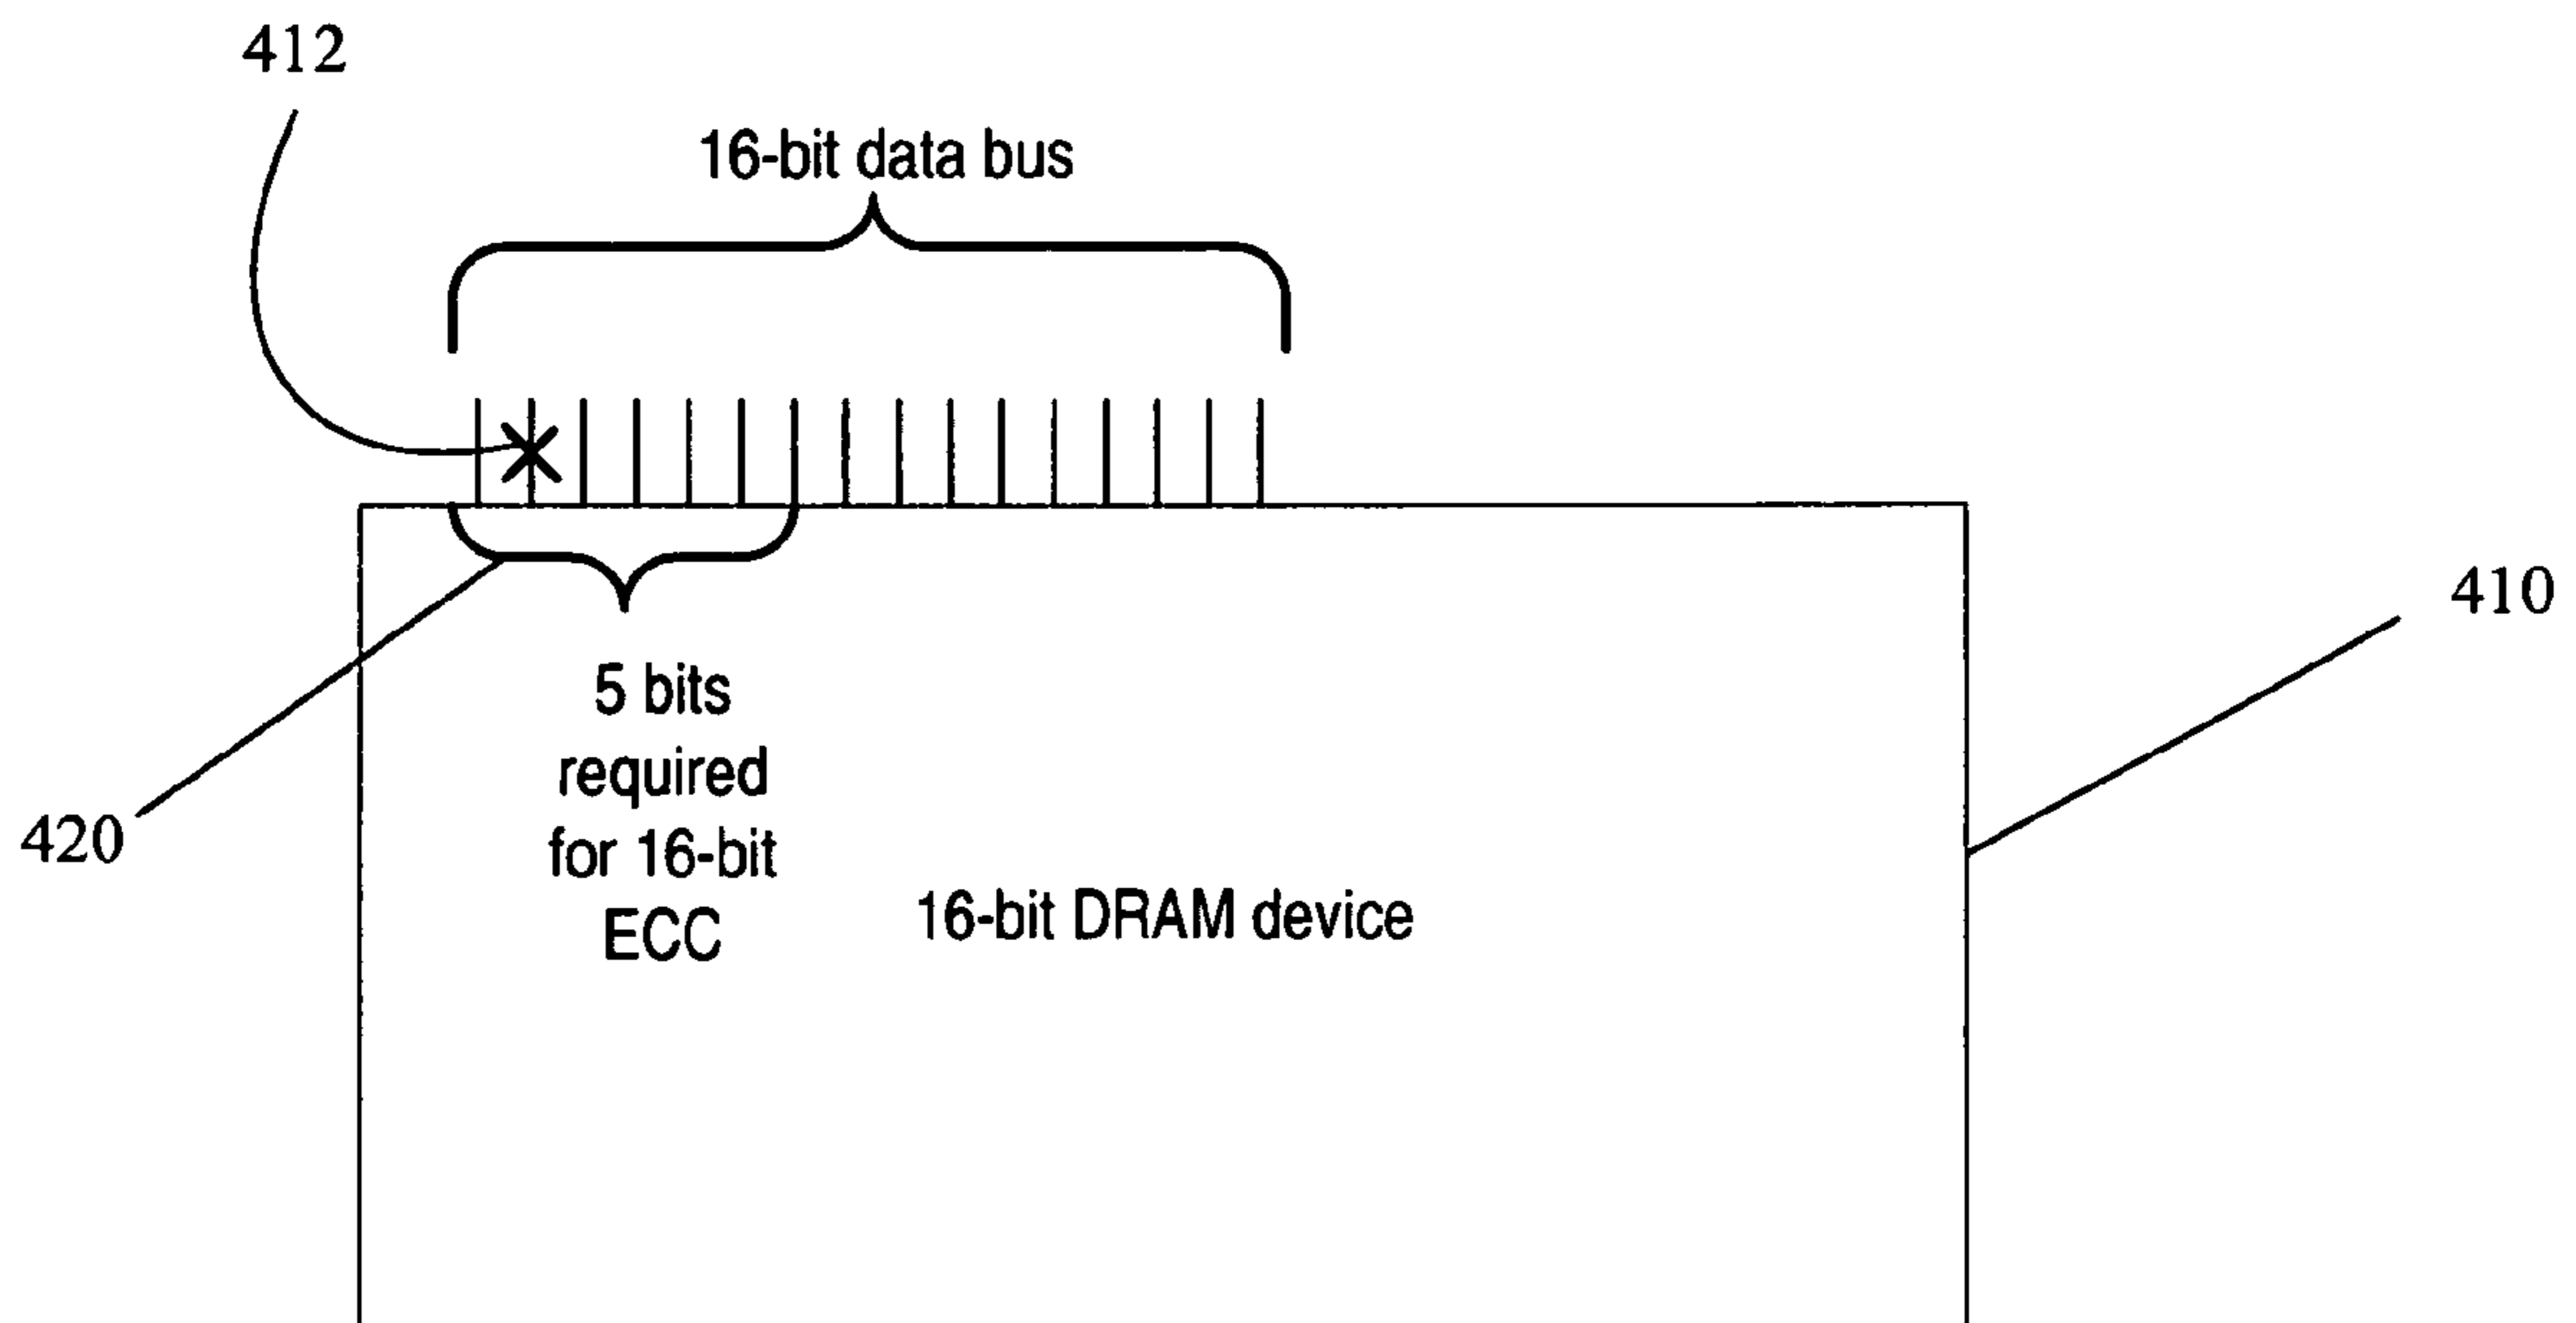 412
16-bit data bus
410
5 bits
required
for 16-bit
ECC
420
16-bit DRAM device